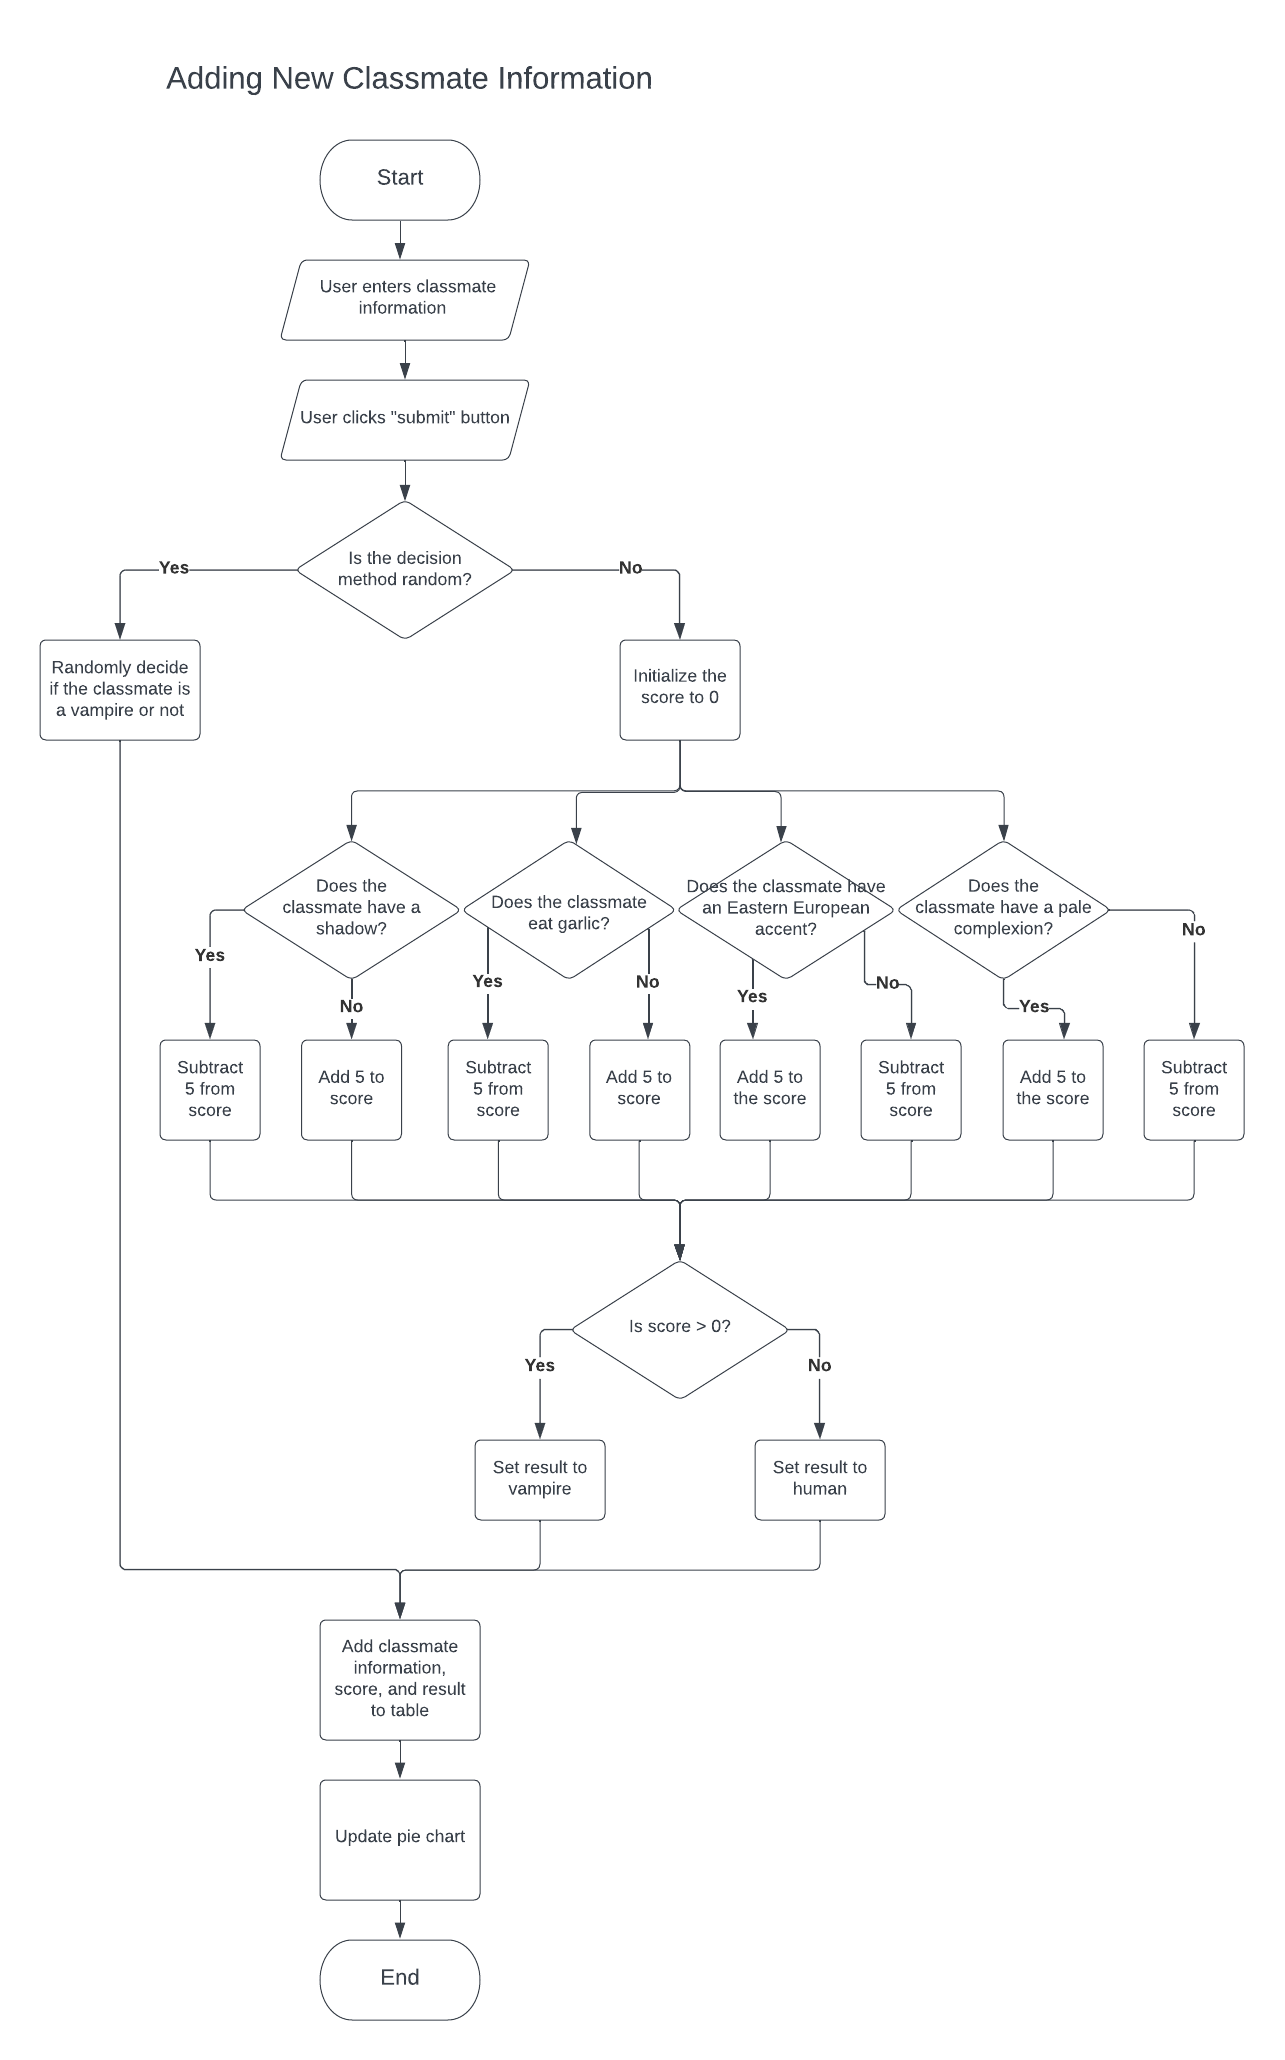 Adding New Classmate Information
Start
User enters classmate
information
User clicks "submit" button
Is the decision
method random?
Yes
No
Randomly decide
if the classmate is
a vampire or not
Initialize the
score to 0
Does the
classmate have a
shadow?
Does the classmate
eat garlic?
Does the classmate have
an Eastern European
accent?
Does the
classmate have a pale
complexion?
Yes
No
Yes
No
Yes
No
Yes
No
Subtract
5 from
score
Add 5 to
score
Subtract
5 from
score
Add 5 to
score
Add 5 to
the score
Subtract
5 from
score
Add 5 to
the score
Subtract
5 from
score
Is score > 0?
Yes
No
Set result to
vampire
Set result to
human
Add classmate
information,
score, and result
to table
Update pie chart
End